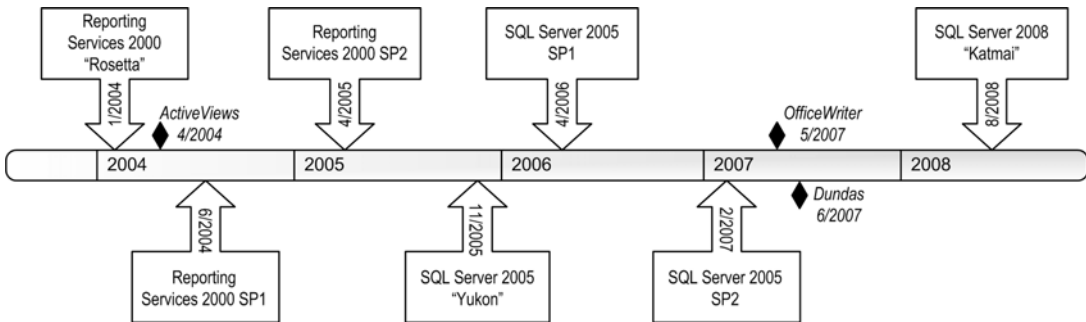 Reporting
Services 2000
“Rosetta”
1/2004
ActiveViews
4/2004
Reporting
Services 2000 SP2
4/2005
SQL Server 2005
SP1
4/2006
OfficeWriter
5/2007
SQL Server 2008
“Katmai”
8/2008
2004
2005
2006
2007
2008
6/2004
Reporting
Services 2000 SP1
11/2005
SQL Server 2005
“Yukon”
2/2007
SQL Server 2005
SP2
Dundas
6/2007